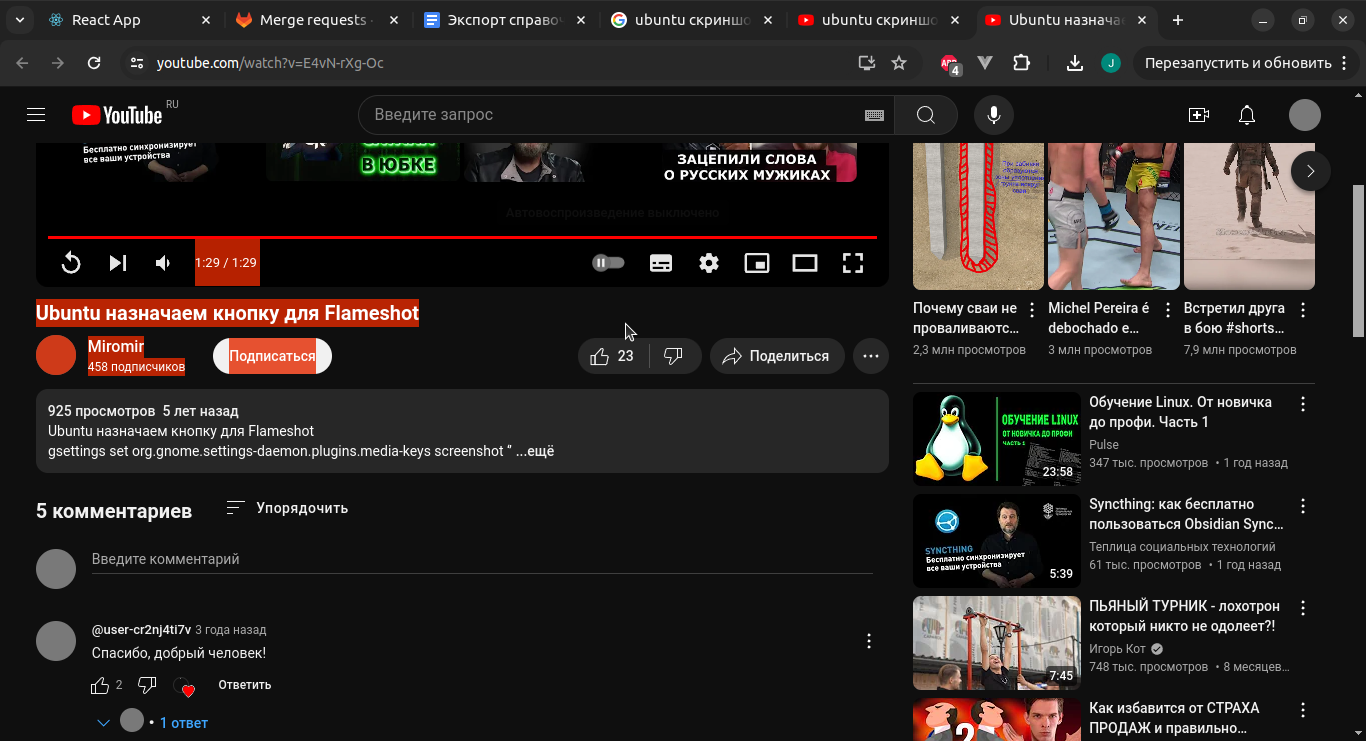 React App
Merge requests ·
Экспорт справоч
ubuntu скриншо
ubuntu скриншо
Ubuntu назнача
youtube.com/watch?v=E4vN-rXg-Oc
ABP
4
J
Перезапустить и обновить
YouTube
RU
Введите запрос
Бесплатно синхронизирует
все ваши устройства
В ЮБКЕ
ЗАЦЕПИЛИ СЛОВА
О РУССКИХ МУЖИКАХ
Автовоспроизведение выключено
1:29 / 1:29
Ubuntu назначаем кнопку для Flameshot
Miromir
458 подписчиков
Подписаться
23
Поделиться
925 просмотров 5 лет назад
Ubuntu назначаем кнопку для Flameshot
gsettings set org.gnome.settings-daemon.plugins.media-keys screenshot '' ...ещё
5 комментариев
Упорядочить
Введите комментарий
@user-cr2nj4ti7v 3 года назад
Спасибо, добрый человек!
2
Ответить
• 1 ответ
Почему сваи не
проваливаютс...
2,3 млн просмотров
Michel Pereira é
debochado e...
3 млн просмотров
Встретил друга
в бою #shorts...
7,9 млн просмотров
ОБУЧЕНИЕ LINUX
ОТ НОВИЧКА ДО ПРОФИ
ЧАСТЬ 1
23:58
Обучение Linux. От новичка
до профи. Часть 1
Pulse
347 тыс. просмотров • 1 год назад
SYNCTHING
Бесплатно синхронизирует
все ваши устройства
5:39
Syncthing: как бесплатно
пользоваться Obsidian Sync...
Теплица социальных технологий
61 тыс. просмотров • 1 год назад
7:45
ПЬЯНЫЙ ТУРНИК - лохотрон
который никто не одолеет?!
Игорь Кот
748 тыс. просмотров • 8 месяцев...
2
Как избавится от СТРАХА
ПРОДАЖ и правильно...